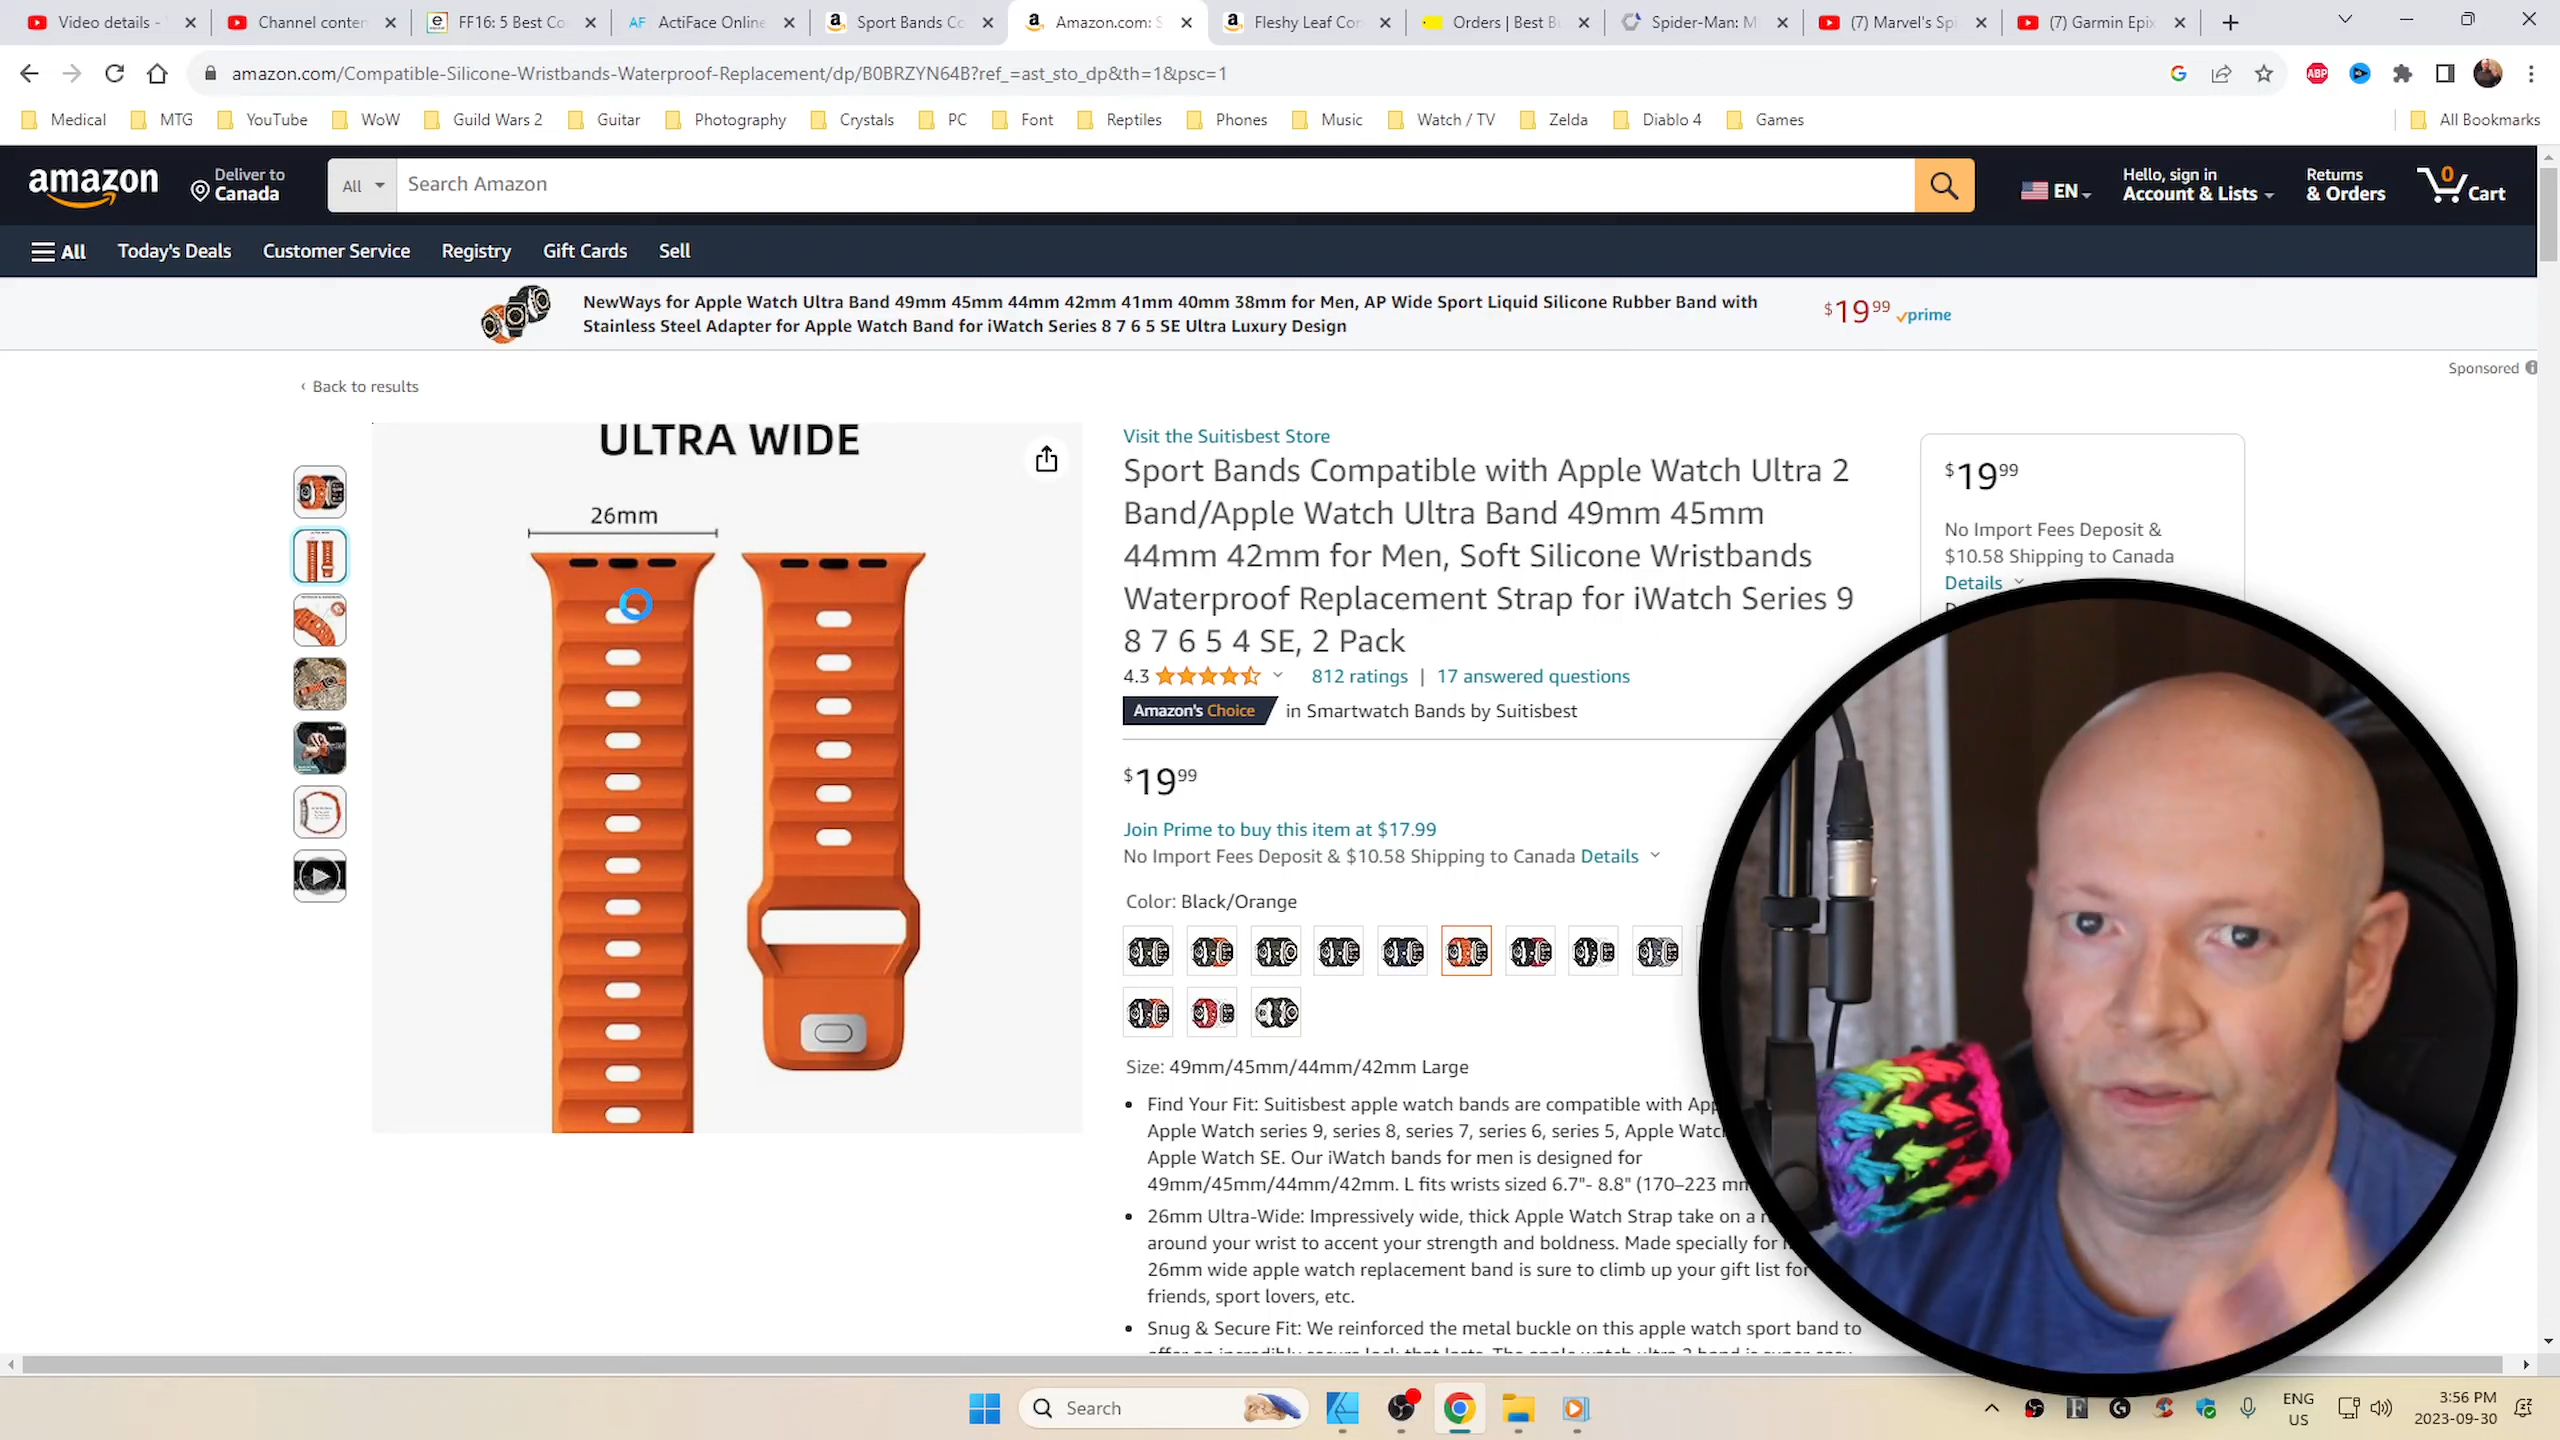 Video details -
Channel conten
FF16: 5 Best Co
ActiFace Online
Sport Bands Co
Amazon.com: S
Fleshy Leaf Con
Orders | Best Bu
Spider-Man: M
(7) Marvel's Spi
(7) Garmin Epix
amazon.com/Compatible-Silicone-Wristbands-Waterproof-Replacement/dp/B0BRZYN64B?ref_=ast_sto_dp&th=1&psc=1
ABP
Medical
MTG
YouTube
WoW
Guild Wars 2
Guitar
Photography
Crystals
PC
Font
Reptiles
Phones
Music
Watch / TV
Zelda
Diablo 4
Games
All Bookmarks
amazon
Deliver to
Canada
All
Search Amazon
EN
Hello, sign in
Account & Lists
Returns
& Orders
0
Cart
All
Today's Deals
Customer Service
Registry
Gift Cards
Sell
NewWays for Apple Watch Ultra Band 49mm 45mm 44mm 42mm 41mm 40mm 38mm for Men, AP Wide Sport Liquid Silicone Rubber Band with
Stainless Steel Adapter for Apple Watch Band for iWatch Series 8 7 6 5 SE Ultra Luxury Design
$19 99 prime
Sponsored
‹ Back to results
ULTRA WIDE
26mm
Visit the Suitisbest Store
Sport Bands Compatible with Apple Watch Ultra 2
Band/Apple Watch Ultra Band 49mm 45mm
44mm 42mm for Men, Soft Silicone Wristbands
Waterproof Replacement Strap for iWatch Series 9
8 7 6 5 4 SE, 2 Pack
4.3
812 ratings | 17 answered questions
Amazon's Choice
in Smartwatch Bands by Suitisbest
$19 99
Join Prime to buy this item at $17.99
No Import Fees Deposit & $10.58 Shipping to Canada Details
Color: Black/Orange
Size: 49mm/45mm/44mm/42mm Large
• Find Your Fit: Suitisbest apple watch bands are compatible with
Apple Watch series 9, series 8, series 7, series 6, series 5, Apple
Apple Watch SE. Our iWatch bands for men is designed for
49mm/45mm/44mm/42mm. L fits wrists sized 6.7"- 8.8" (170–223
• 26mm Ultra-Wide: Impressively wide, thick Apple Watch Strap take on a
around your wrist to accent your strength and boldness. Made specially for
26mm wide apple watch replacement band is sure to climb up your gift list for
friends, sport lovers, etc.
• Snug & Secure Fit: We reinforced the metal buckle on this apple watch sport band to
$19 99
No Import Fees Deposit &
$10.58 Shipping to Canada
Details
Search
ENG
US
3:56 PM
2023-09-30